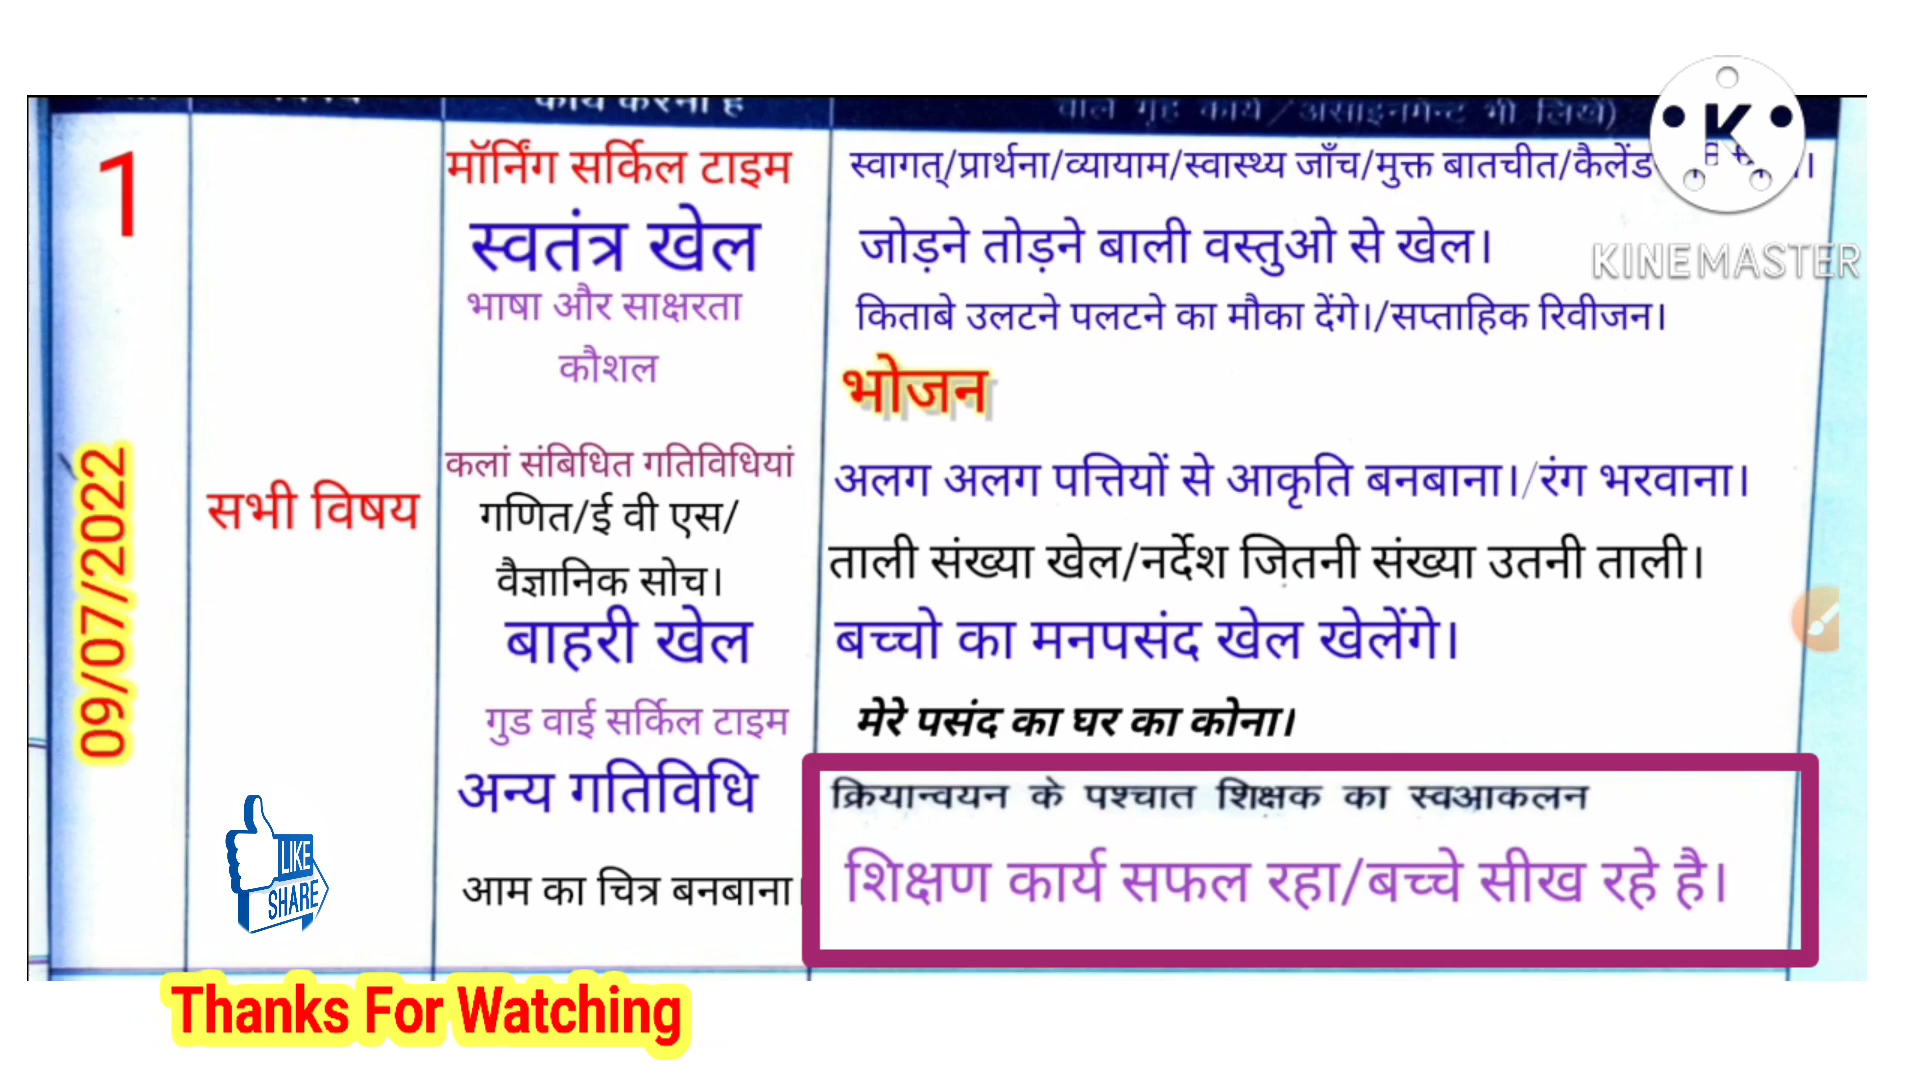 कार्य करना है
वाले गृह कार्य / असाइनमेन्ट भी लिखें)
1
मॉर्निंग सर्किल टाइम
स्वागत्/प्रार्थना/व्यायाम/स्वास्थ्य जाँच/मुक्त बातचीत/
स्वतंत्र खेल
जोड़ने तोड़ने बाली वस्तुओ से खेल।
KINEMASTER
भाषा और साक्षरता
कौशल
किताबे उलटने पलटने का मौका देंगे।/सप्ताहिक रिवीजन।
भोजन
09/07/2022
सभी विषय
कलां संबिधित गतिविधियां
अलग अलग पत्तियों से आकृति बनबाना।/रंग भरवाना।
गणित/ई वी एस/
वैज्ञानिक सोच।
ताली संख्या खेल/नर्देश जितनी संख्या उतनी ताली।
बाहरी खेल
बच्चो का मनपसंद खेल खेलेंगे।
गुड वाई सर्किल टाइम
मेरे पसंद का घर का कोना।
अन्य गतिविधि
क्रियान्वयन के पश्चात शिक्षक का स्वआकलन
आम का चित्र बनबाना।
शिक्षण कार्य सफल रहा/बच्चे सीख रहे है।
LIKE
SHARE
Thanks For Watching